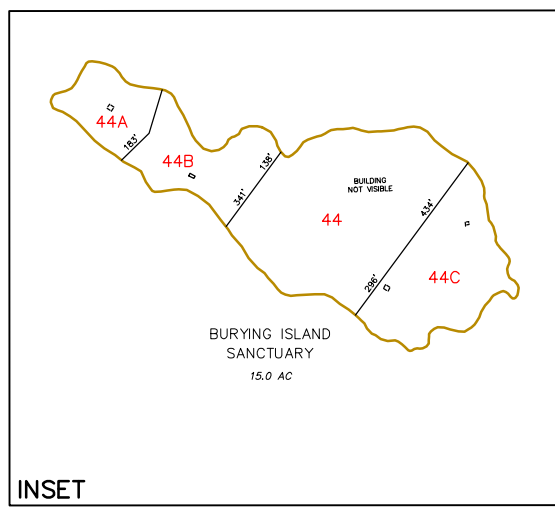 44A
183'
44B
138'
341'
BUILDING
NOT VISIBLE
44
434'
296'
44C
BURYING ISLAND
SANCTUARY
15.0 AC
INSET